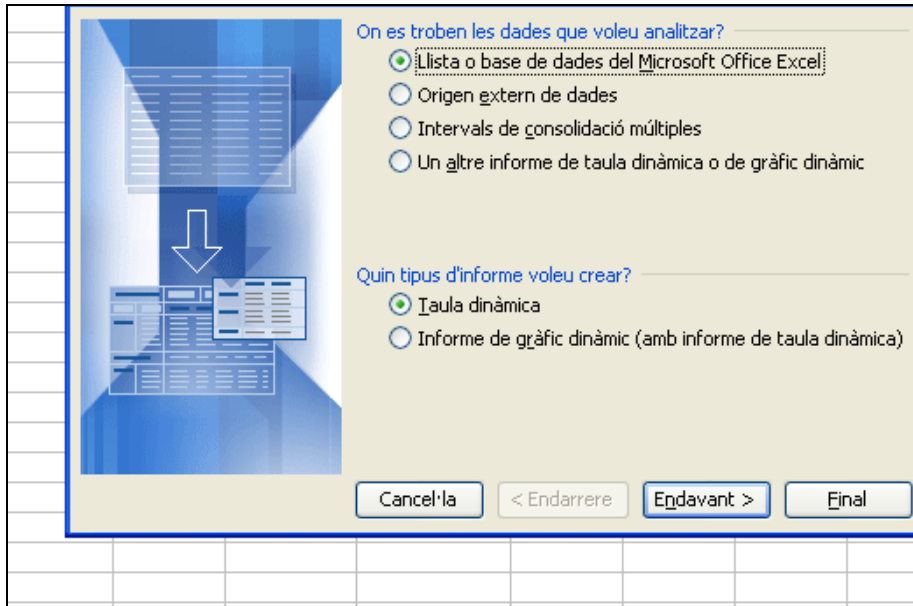 On es troben les dades que voleu analitzar?
Llista o base de dades del Microsoft Office Excel
Origen extern de dades
Intervals de consolidació múltiples
Un altre informe de taula dinàmica o de gràfic dinàmic
Quin tipus d'informe voleu crear?
Taula dinàmica
Informe de gràfic dinàmic (amb informe de taula dinàmica)
Cancel·la < Endarrere Endavant > Final